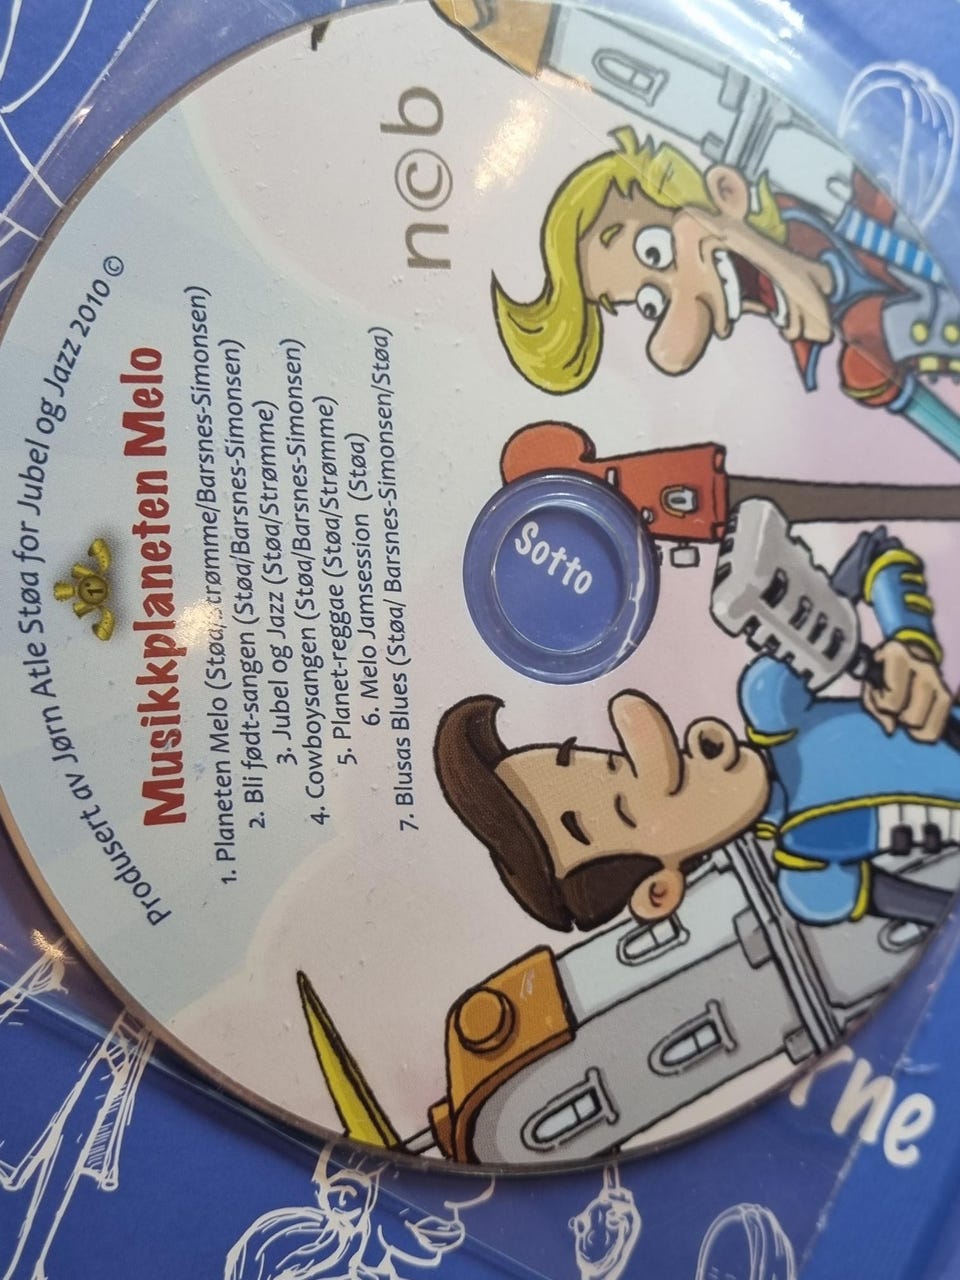 Produsert av Jørn Atle Støa for Jubel og Jazz 2010 ©
1
Musikkplaneten Melo
1. Planeten Melo (Støa/Strømme/Barsnes-Simonsen)
2. Bli født-sangen (Støa/Barsnes-Simonsen)
3. Jubel og Jazz (Støa/Strømme)
4. Cowboysangen (Støa/Barsnes-Simonsen)
5. Planet-reggae (Støa/Strømme)
6. Melo Jamsession (Støa)
7. Blusas Blues (Støa/ Barsnes-Simonsen/Støa)
n©b
Sotto
rne